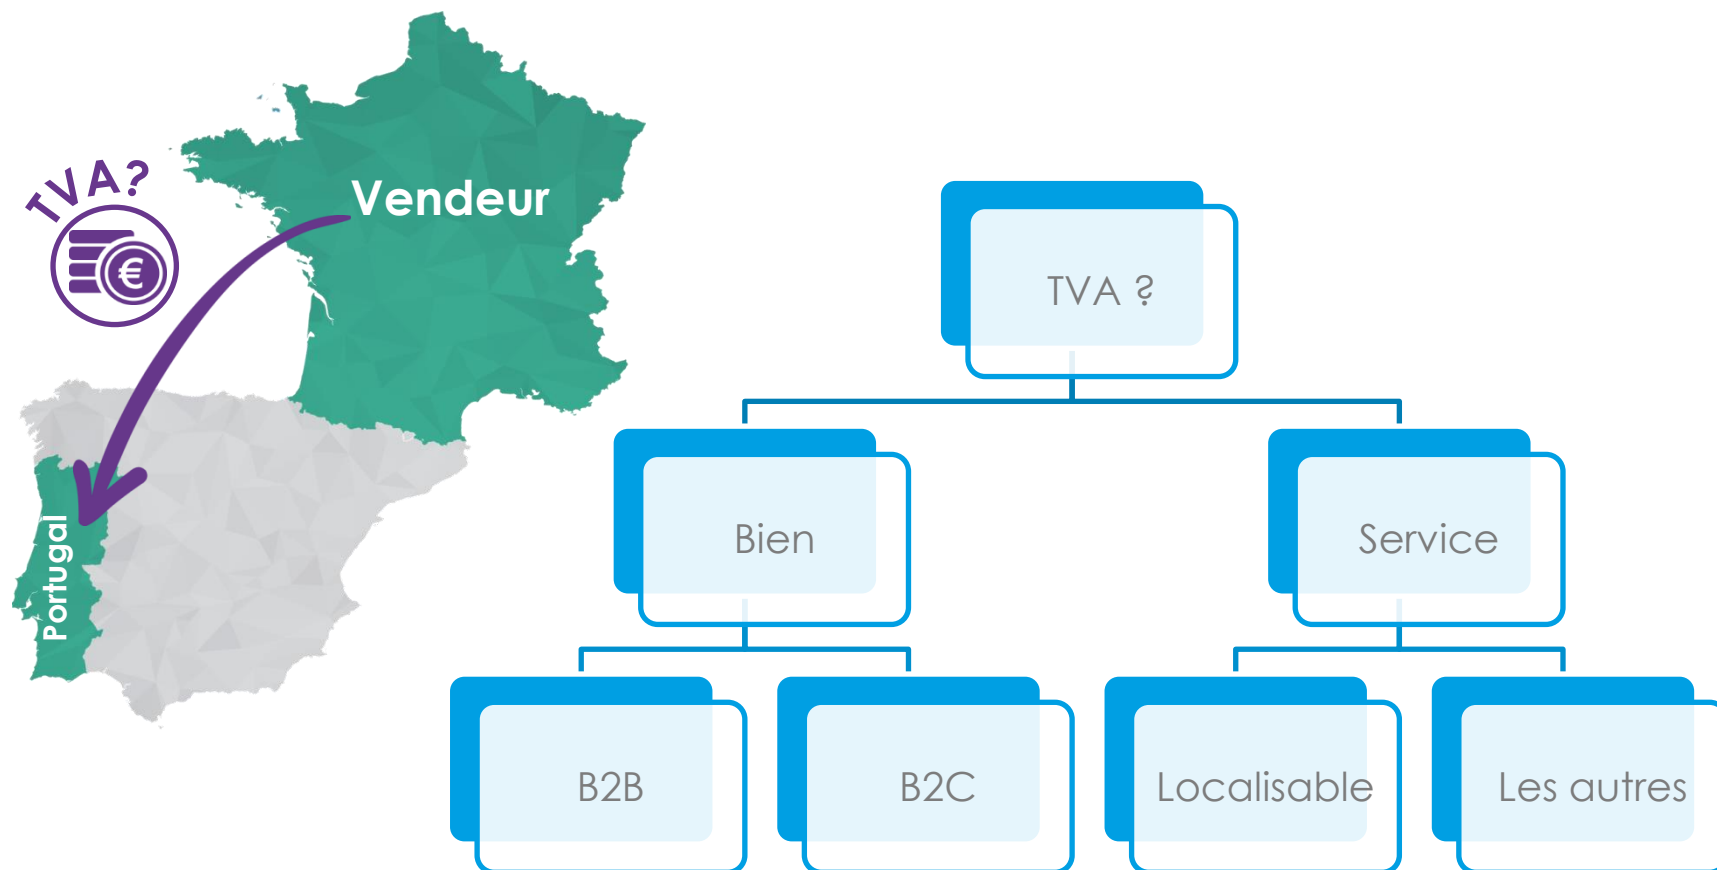 TVA?
€
Vendeur
Portugal
TVA ?
Bien
Service
B2B
B2C
Localisable
Les autres